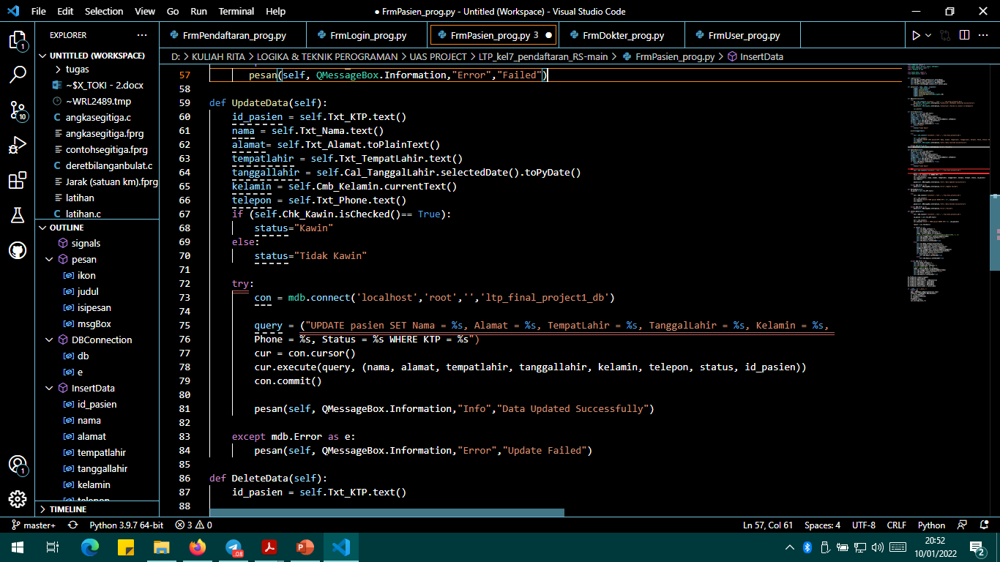 File Edit Selection View Go Run Terminal Help
● FrmPasien_prog.py - Untitled (Workspace) - Visual Studio Code
EXPLORER ...
UNTITLED (WORKSPACE)
tugas
~$X_TOKI - 2.docx
~WRL2489.tmp
angkasegitiga.c
angkasegitiga.fprg
contohsegitiga.fprg
deretbilanganbulat.c
Jarak (satuan km).fprg
latihan
latihan.c
OUTLINE
signals
pesan
ikon
judul
isipesan
msgBox
DBConnection
db
e
InsertData
id_pasien
nama
alamat
tempatlahir
tanggallahir
kelamin
telepon
TIMELINE
FrmPendaftaran_prog.py FrmLogin_prog.py FrmPasien_prog.py 3 ● FrmDokter_prog.py FrmUser_prog.py
D: > KULIAH RITA > LOGIKA & TEKNIK PEROGRAMAN > UAS PROJECT > LTP_kel7_pendaftaran_RS-main > FrmPasien_prog.py > InsertData
57 pesan(self, QMessageBox.Information,"Error","Failed")
58
59 def UpdateData(self):
60 id_pasien = self.Txt_KTP.text()
61 nama = self.Txt_Nama.text()
62 alamat= self.Txt_Alamat.toPlainText()
63 tempatlahir = self.Txt_TempatLahir.text()
64 tanggallahir = self.Cal_TanggalLahir.selectedDate().toPyDate()
65 kelamin = self.Cmb_Kelamin.currentText()
66 telepon = self.Txt_Phone.text()
67 if (self.Chk_Kawin.isChecked()== True):
68 status="Kawin"
69 else:
70 status="Tidak Kawin"
71
72 try:
73 con = mdb.connect('localhost','root','','ltp_final_project1_db')
74
75 query = ("UPDATE pasien SET Nama = %s, Alamat = %s, TempatLahir = %s, TanggalLahir = %s, Kelamin = %s,
76 Phone = %s, Status = %s WHERE KTP = %s")
77 cur = con.cursor()
78 cur.execute(query, (nama, alamat, tempatlahir, tanggallahir, kelamin, telepon, status, id_pasien))
79 con.commit()
80
81 pesan(self, QMessageBox.Information,"Info","Data Updated Successfully")
82
83 except mdb.Error as e:
84 pesan(self, QMessageBox.Information,"Error","Update Failed")
85
86 def DeleteData(self):
87 id_pasien = self.Txt_KTP.text()
88
1
10
1
master+ Python 3.9.7 64-bit 3 0 Ln 57, Col 61 Spaces: 4 UTF-8 CRLF Python
.08
20:52
10/01/2022
2